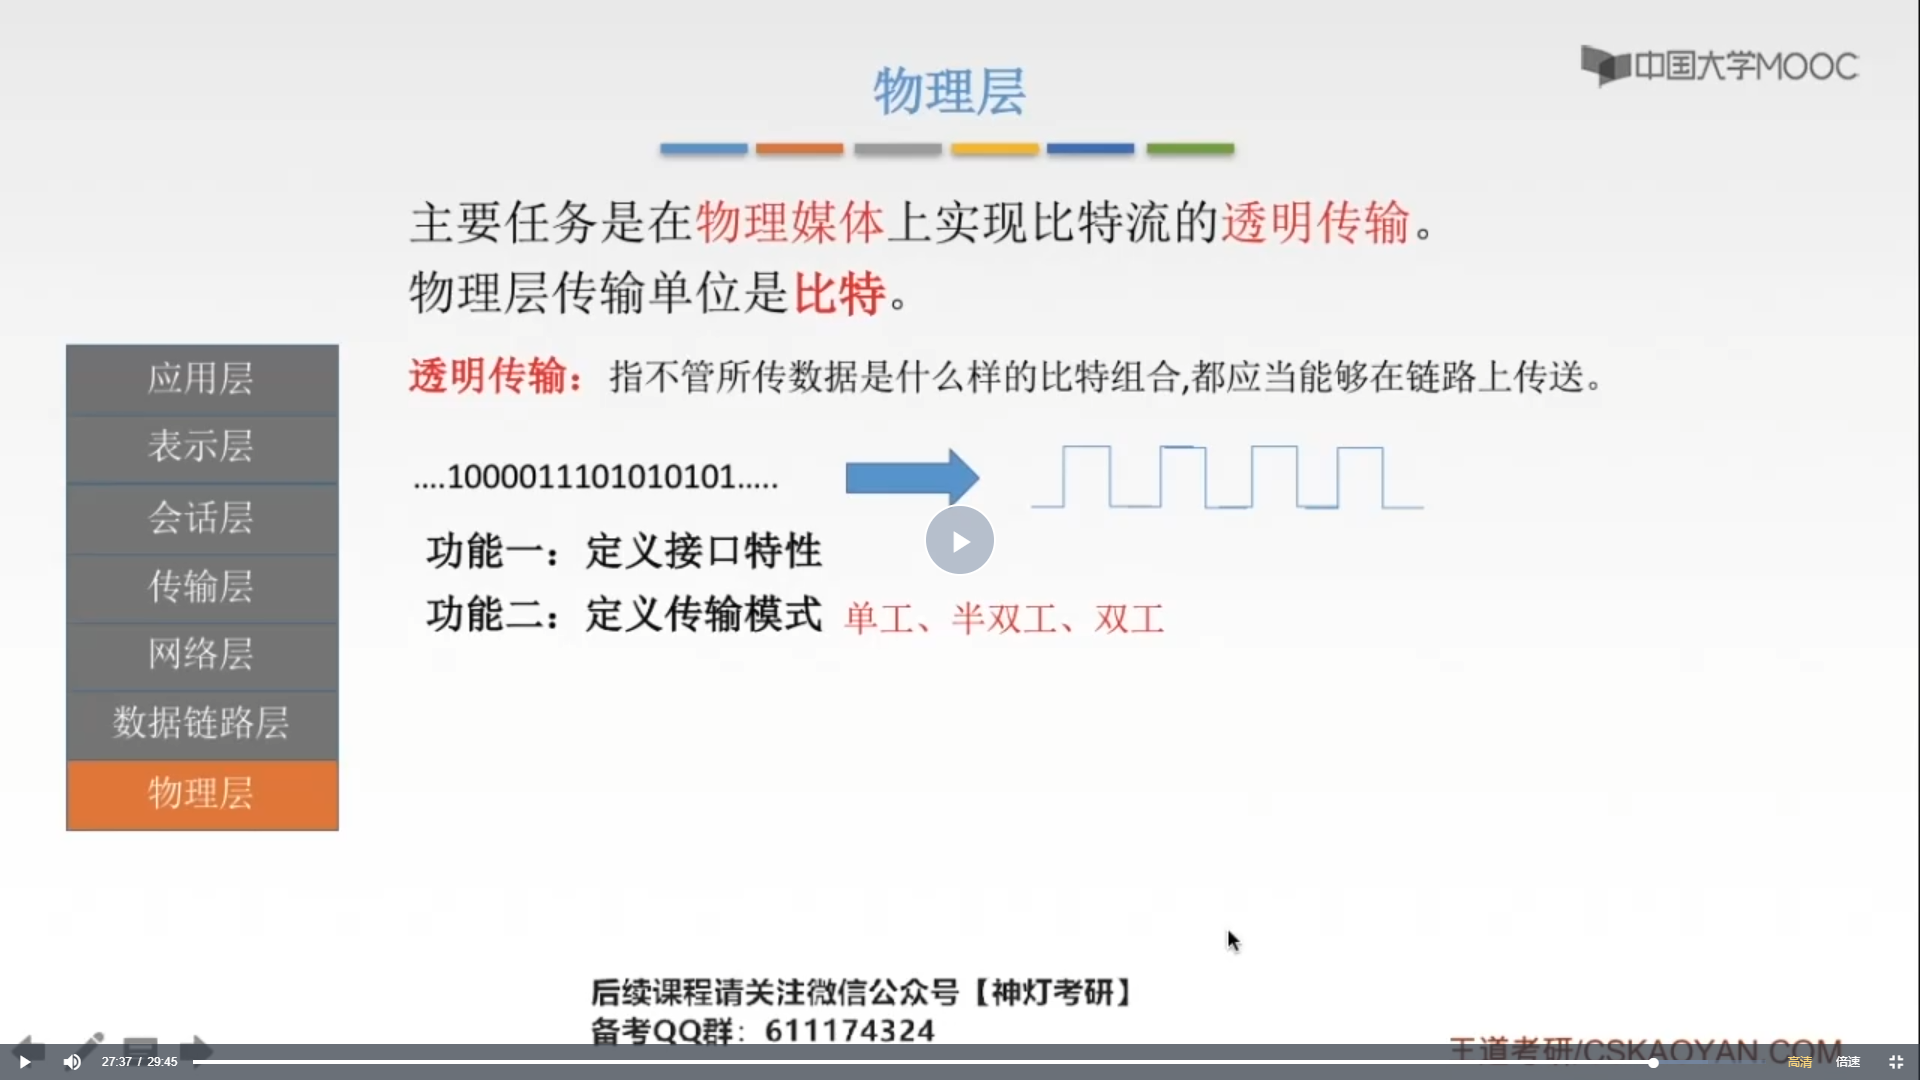 中国大学MOOC
物理层
主要任务是在物理媒体上实现比特流的透明传输。
物理层传输单位是比特。
透明传输：指不管所传数据是什么样的比特组合,都应当能够在链路上传送。
....1000011101010101.....
功能一：定义接口特性
功能二：定义传输模式 单工、半双工、双工
应用层
表示层
会话层
传输层
网络层
数据链路层
物理层
后续课程请关注微信公众号【神灯考研】
备考QQ群：611174324
王道考研/CSKAOYAN.COM
27:37 / 29:45
高清
倍速